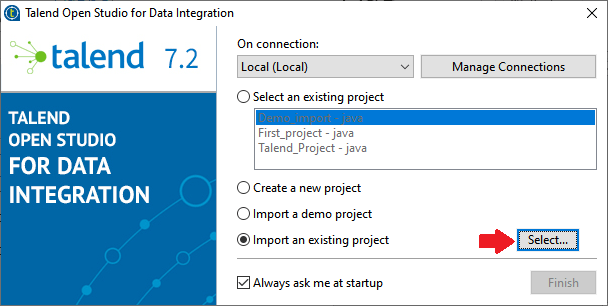 Talend Open Studio for Data Integration
talend 7.2
TALEND
OPEN STUDIO
FOR DATA
INTEGRATION
On connection:
Local (Local)
Manage Connections
Select an existing project
Demo_import - java
First_project - java
Talend_Project - java
Create a new project
Import a demo project
Import an existing project
Select...
Always ask me at startup
Finish